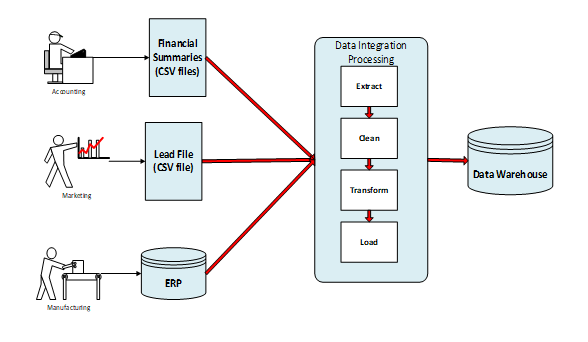 Financial
Summaries
(CSV files)
Accounting
Lead File
(CSV file)
Marketing
ERP
Manufacturing
Data Integration
Processing
Extract
Clean
Transform
Load
Data Warehouse